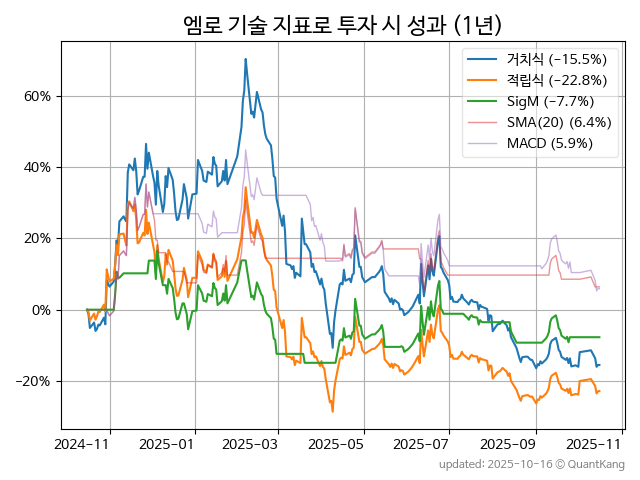 엠로 기술 지표로 투자 시 성과 (1년)
거치식 (-15.5%)
적립식 (-22.8%)
SigM (-7.7%)
SMA(20) (6.4%)
MACD (5.9%)
60%
40%
20%
0%
-20%
2024-11 2025-01 2025-03 2025-05 2025-07 2025-09 2025-11
updated: 2025-10-16 © QuantKang